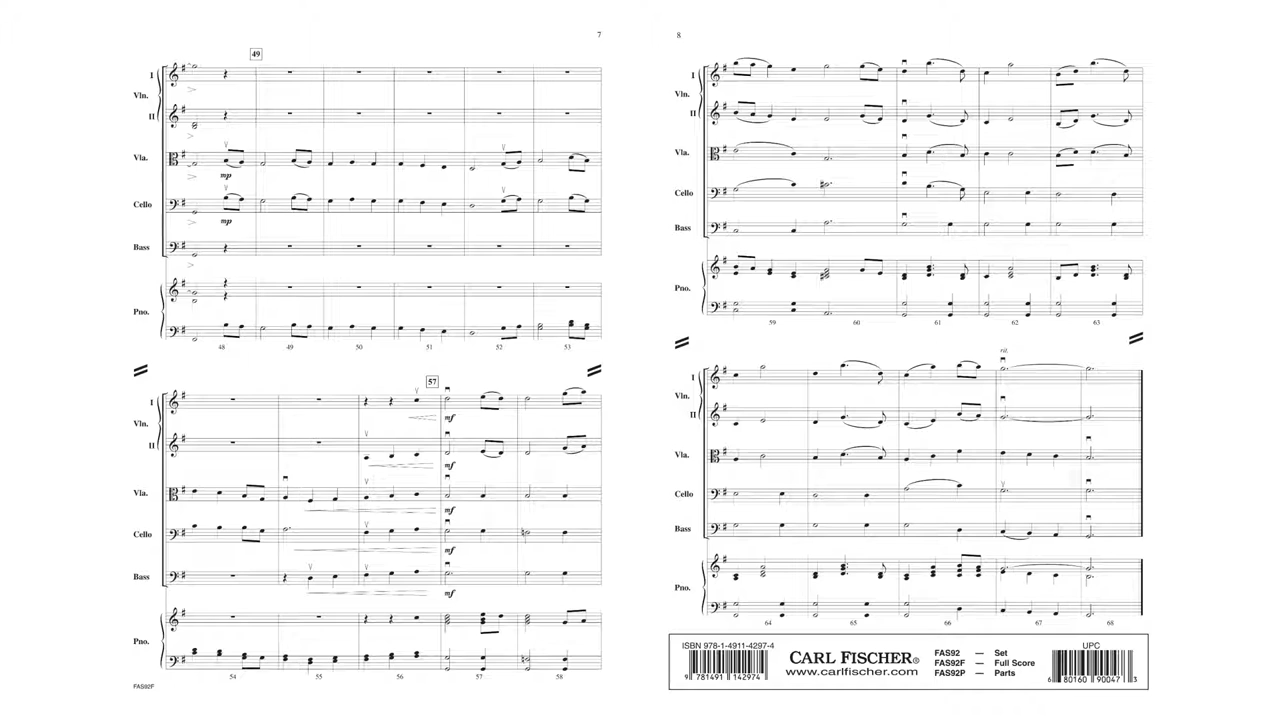 7
49
I
Vln.
II
Vla.
mp
Cello
mp
Bass
Pno.
48 49 50 51 52 53
57
I
mf
Vln.
II
mf
Vla.
mf
Cello
mf
Bass
mf
Pno.
54 55 56 57 58
FAS92F
8
I
Vln.
II
Vla.
Cello
Bass
Pno.
59 60 61 62 63
rit.
I
Vln.
II
Vla.
Cello
Bass
Pno.
64 65 66 67 68
ISBN 978-1-4911-4297-4
9 781491 142974
CARL FISCHER®
www.carlfischer.com
FAS92 — Set
FAS92F — Full Score
FAS92P — Parts
UPC
6 80160 90047 3